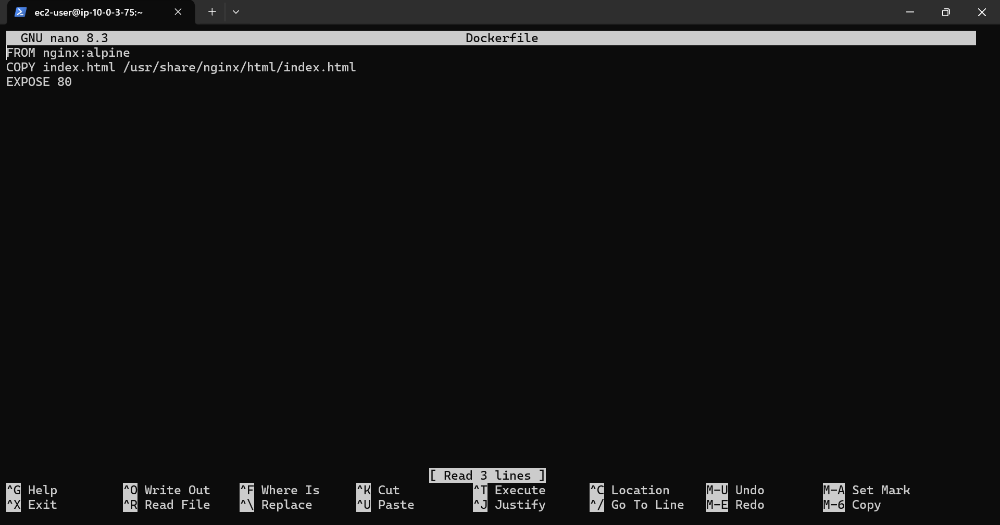 ec2-user@ip-10-0-3-75:~
GNU nano 8.3 Dockerfile
FROM nginx:alpine
COPY index.html /usr/share/nginx/html/index.html
EXPOSE 80
[ Read 3 lines ]
^G Help ^O Write Out ^F Where Is ^K Cut ^T Execute ^C Location M-U Undo M-A Set Mark
^X Exit ^R Read File ^\ Replace ^U Paste ^J Justify ^/ Go To Line M-E Redo M-6 Copy